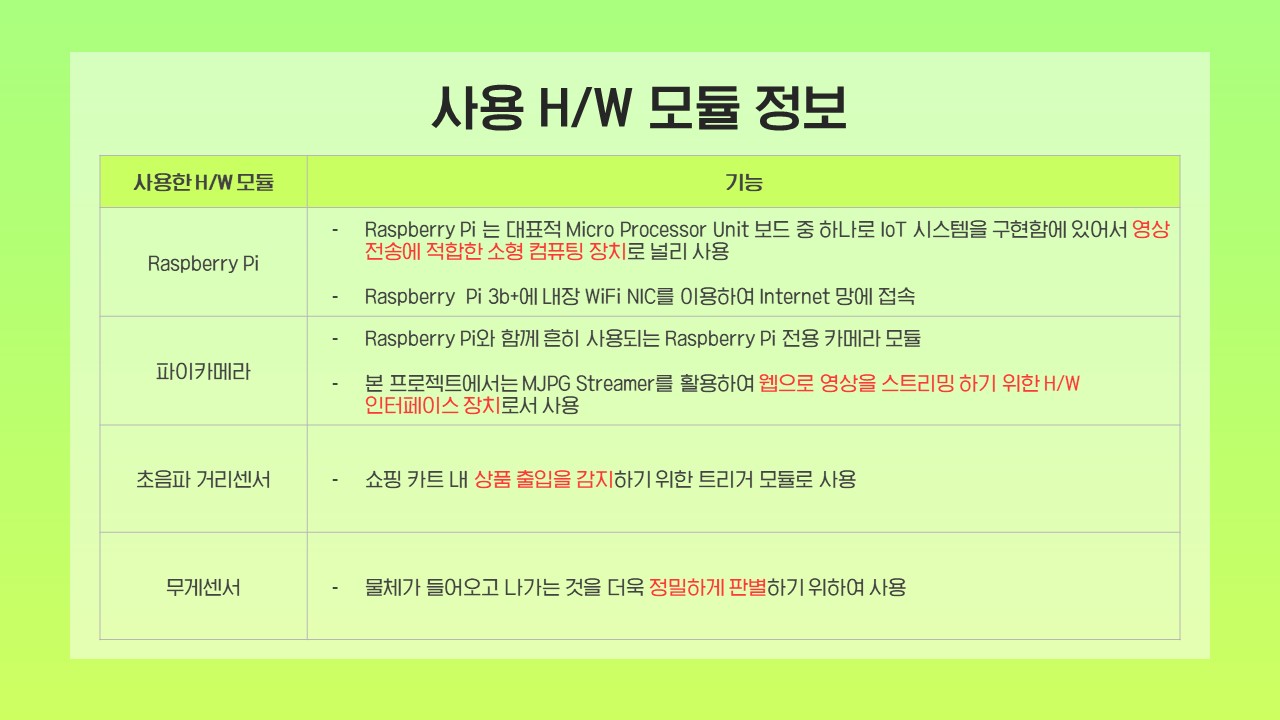 사용 H/W 모듈 정보
사용한 H/W 모듈
기능
Raspberry Pi
- Raspberry Pi 는 대표적 Micro Processor Unit 보드 중 하나로 IoT 시스템을 구현함에 있어서 영상
전송에 적합한 소형 컴퓨팅 장치로 널리 사용
- Raspberry Pi 3b+에 내장 WiFi NIC를 이용하여 Internet 망에 접속
파이카메라
- Raspberry Pi와 함께 흔히 사용되는 Raspberry Pi 전용 카메라 모듈
- 본 프로젝트에서는 MJPG Streamer를 활용하여 웹으로 영상을 스트리밍 하기 위한 H/W
인터페이스 장치로서 사용
초음파 거리센서
- 쇼핑 카트 내 상품 출입을 감지하기 위한 트리거 모듈로 사용
무게센서
- 물체가 들어오고 나가는 것을 더욱 정밀하게 판별하기 위하여 사용